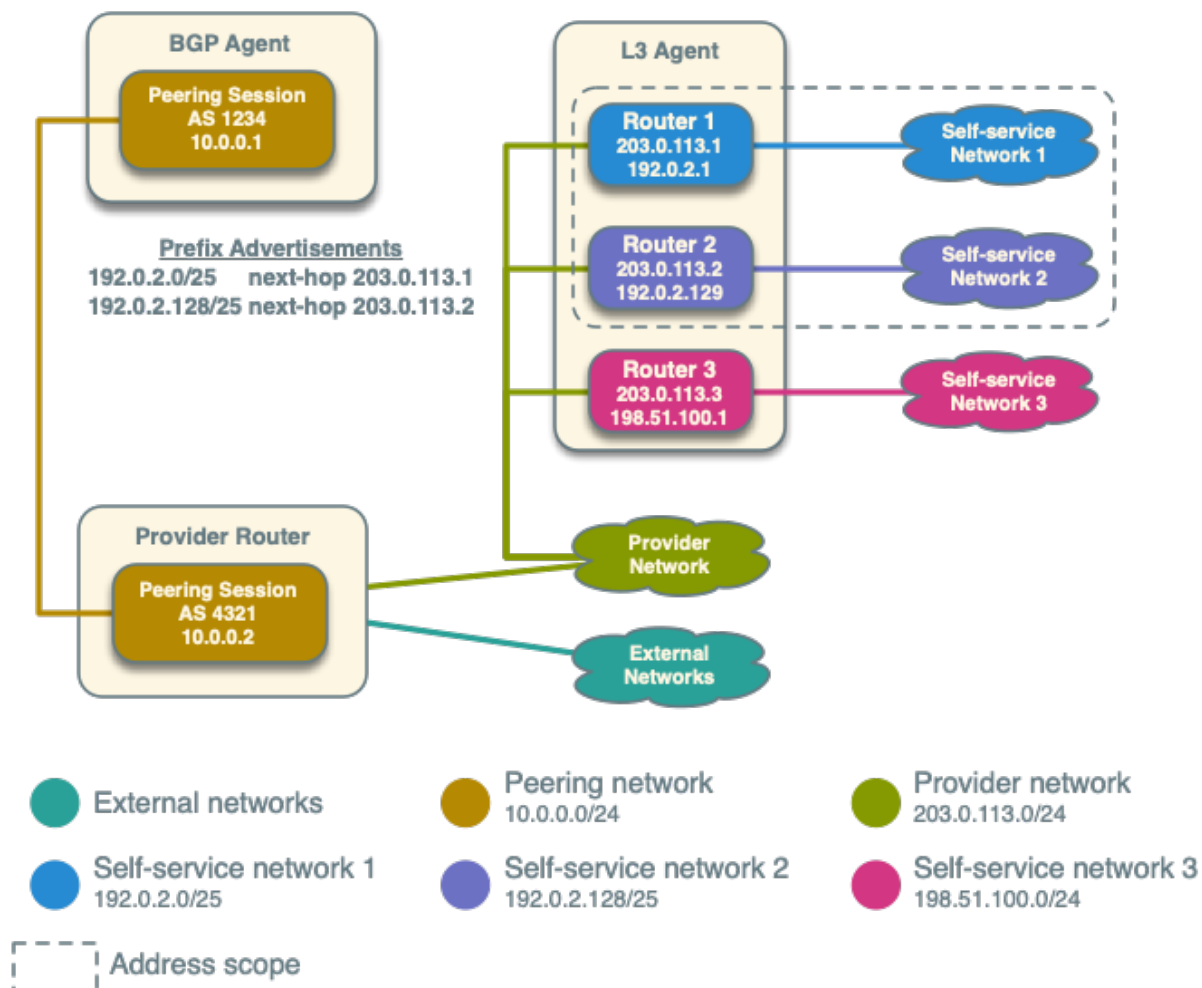 BGP Agent
Peering Session
AS 1234
10.0.0.1
Prefix Advertisements
192.0.2.0/25 next-hop 203.0.113.1
192.0.2.128/25 next-hop 203.0.113.2
L3 Agent
Router 1
203.0.113.1
192.0.2.1
Self-service
Network 1
Router 2
203.0.113.2
192.0.2.129
Self-service
Network 2
Router 3
203.0.113.3
198.51.100.1
Self-service
Network 3
Provider Router
Peering Session
AS 4321
10.0.0.2
Provider
Network
External
Networks
External networks
Peering network
10.0.0.0/24
Provider network
203.0.113.0/24
Self-service network 1
192.0.2.0/25
Self-service network 2
192.0.2.128/25
Self-service network 3
198.51.100.0/24
Address scope